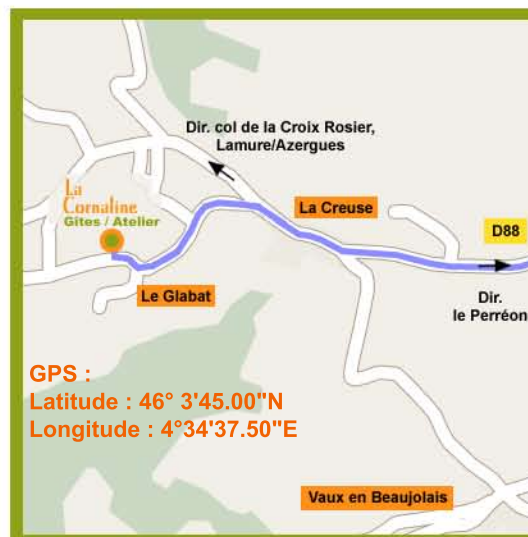 Dir. col de la Croix Rosier,
Lamure/Azergues
La
Cornaline
Gîtes / Atelier
La Creuse
D88
Le Glabat
Dir.
le Perréon
GPS :
Latitude : 46° 3'45.00"N
Longitude : 4°34'37.50"E
Vaux en Beaujolais